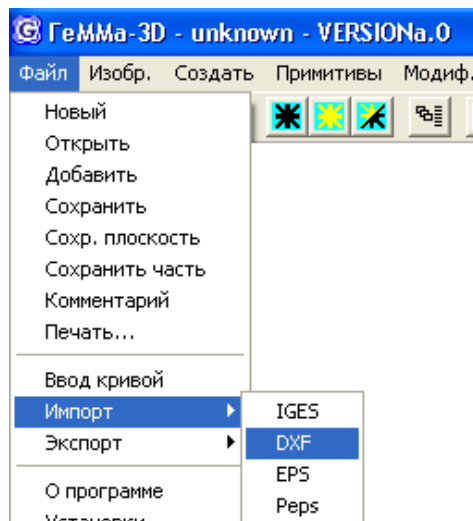 ГеММа-3D - unknown - VERSIONa.0
Файл Изобр. Создать Примитивы Модиф.
Новый
Открыть
Добавить
Сохранить
Сохр. плоскость
Сохранить часть
Комментарий
Печать...
Ввод кривой
Импорт
Экспорт
IGES
DXF
EPS
Peps
О программе
Установки